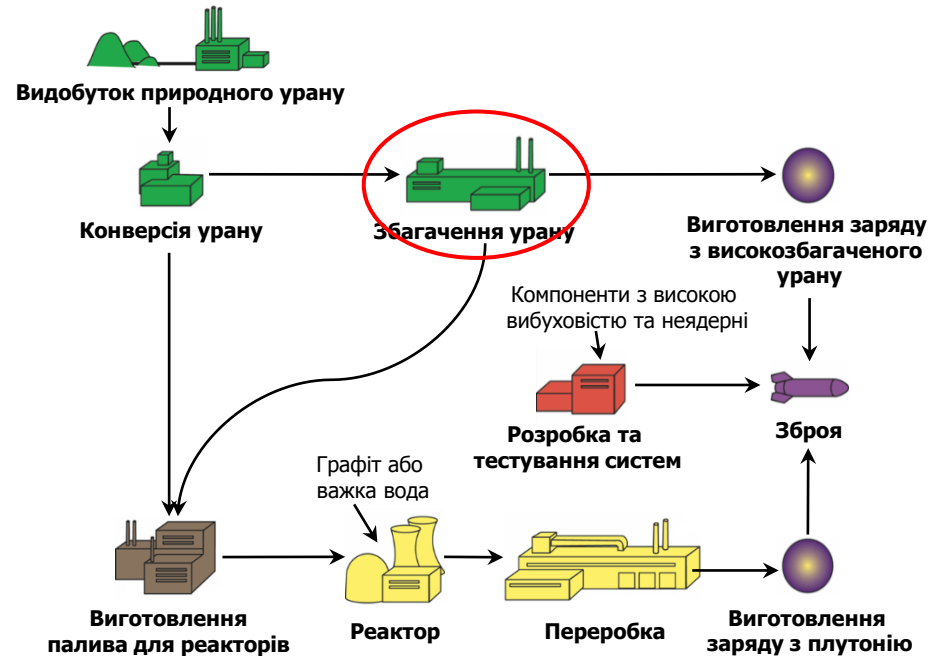 Видобуток природного урану
Конверсія урану
Збагачення урану
Виготовлення заряду
з високозбагаченого
урану
Компоненти з високою
вибуховістю та неядерні
Розробка та
тестування систем
Зброя
Графіт або
важка вода
Виготовлення
палива для реакторів
Реактор
Переробка
Виготовлення
заряду з плутонію